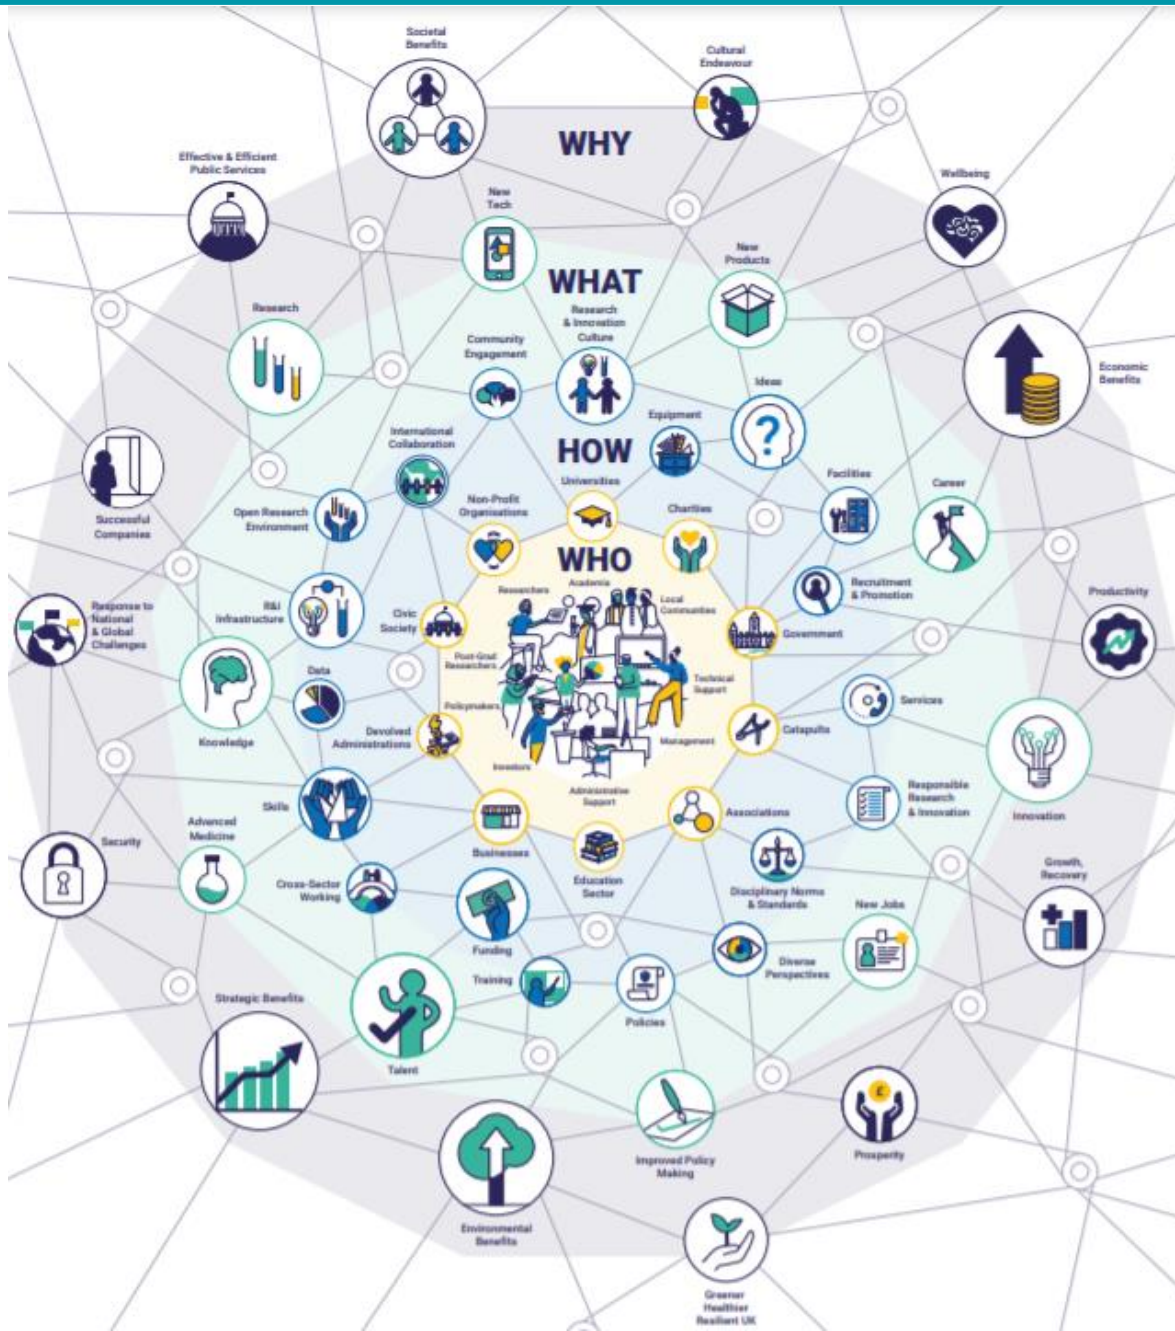 Societal
Benefits
Cultural
Endeavour
WHY
Effective & Efficient
Public Services
Wellbeing
New
Tech
New
Products
WHAT
Research
Research
& Innovation
Culture
Community
Engagement
Economic
Benefits
Ideas
Equipment
International
Collaboration
HOW
Universities
Facilities
Career
Non-Profit
Organisations
Charities
Open Research
Environment
Successful
Companies
WHO
Researchers
Academia
Local
Communities
Recruitment
& Promotion
Productivity
Response to
National
& Global
Challenges
R&I
Infrastructure
Civic
Society
Government
Post-Grad
Researchers
Data
Technical
Support
Services
Policymakers
Knowledge
Devolved
Administrations
Management
Catapults
Investors
Administrative
Support
Skills
Associations
Responsible
Research
& Innovation
Innovation
Advanced
Medicine
Security
Businesses
Education
Sector
Growth,
Recovery
Cross-Sector
Working
Disciplinary Norms
& Standards
New Jobs
Funding
Diverse
Perspectives
Training
Strategic Benefits
Policies
Talent
£
Improved Policy
Making
Prosperity
Environmental
Benefits
Greener
Healthier
Resilient UK